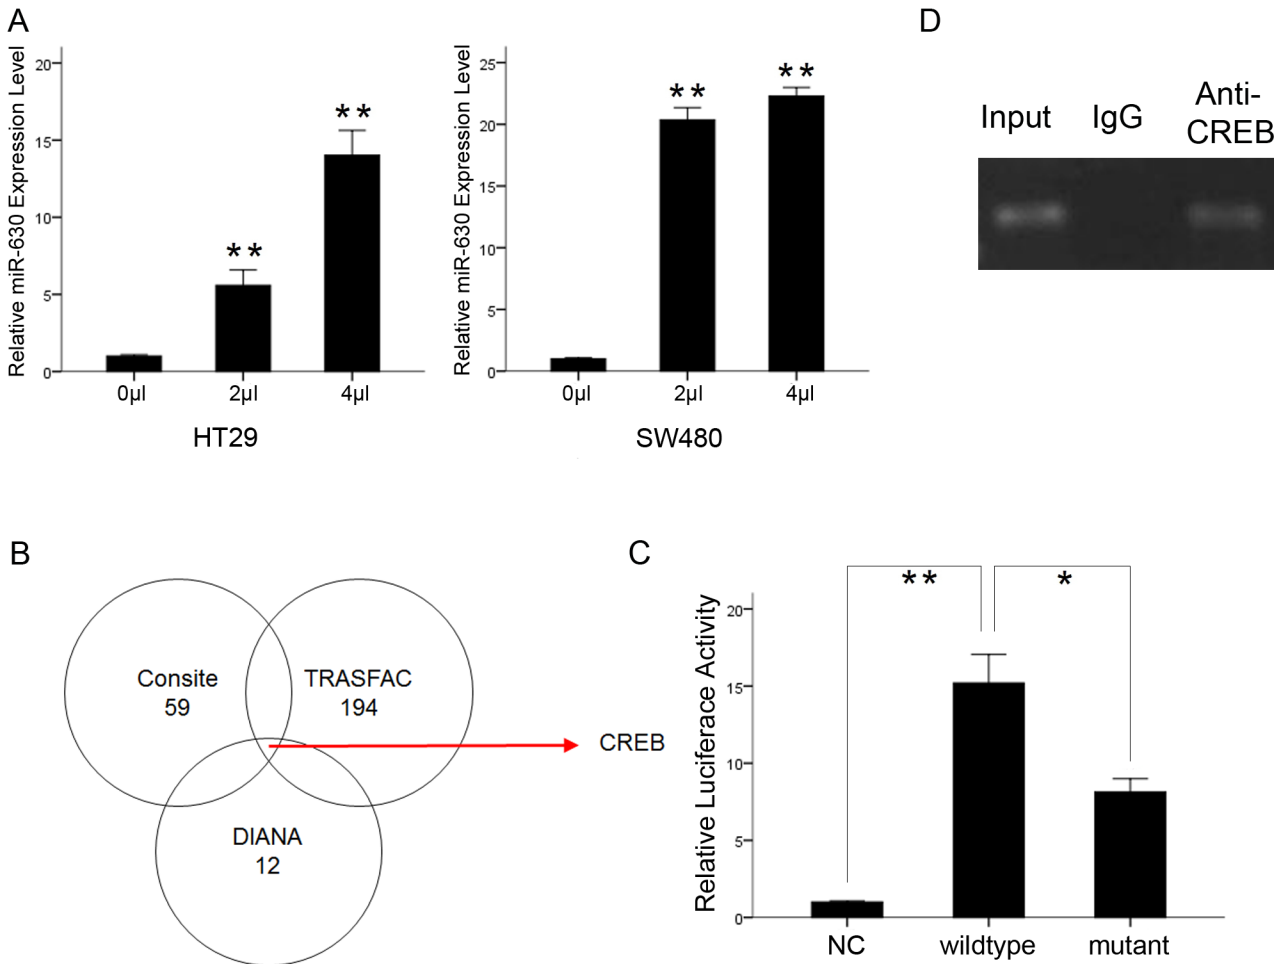 A
Relative miR-630 Expression Level
20
15
10
5
0
**
**
0µl
2µl
4µl
HT29
Relative miR-630 Expression Level
25
20
15
10
5
0
**
**
0µl
2µl
4µl
SW480
D
Input
IgG
Anti-
CREB
B
Consite
59
TRASFAC
194
DIANA
12
CREB
C
Relative Luciferace Activity
20
15
10
5
0
**
*
NC
wildtype
mutant